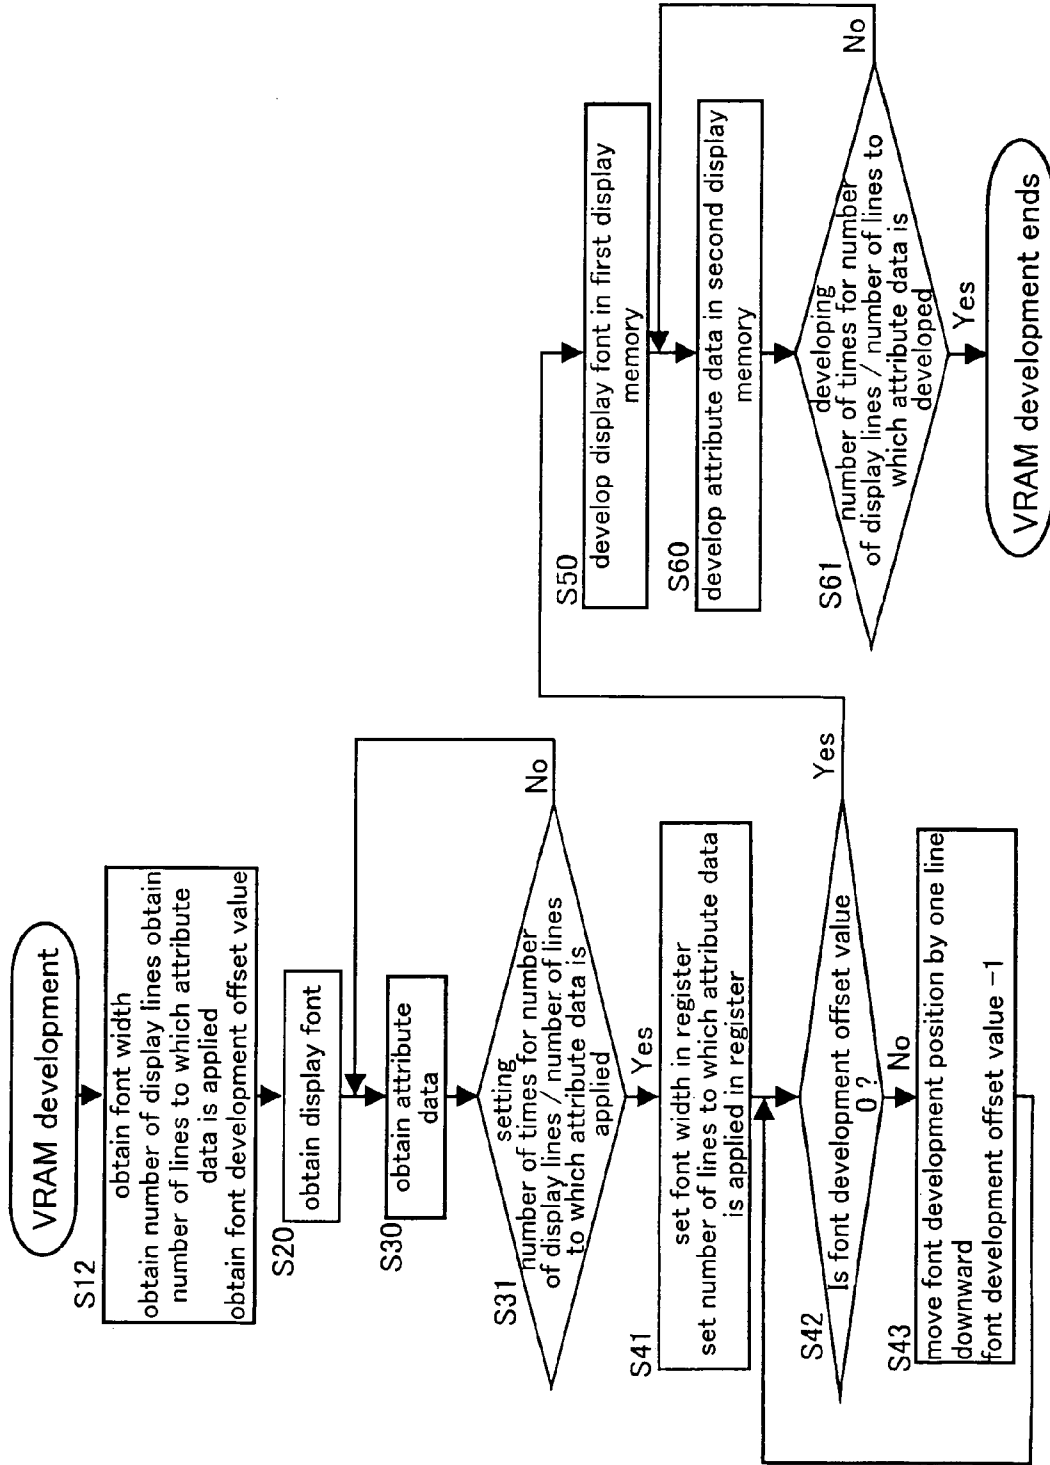 VRAM development
S12
obtain font width
obtain number of display lines obtain
number of lines to which attribute
data is applied
obtain font development offset value
S20
obtain display font
S30
obtain attribute
data
S31
setting
number of times for number
of display lines / number of lines
to which attribute data is
applied
No
Yes
S41
set font width in register
set number of lines to which attribute data
is applied in register
S42
Is font development offset value
0 ?
Yes
No
S43
move font development position by one line
downward
font development offset value −1
S50
develop display font in first display
memory
S60
develop attribute data in second display
memory
S61
developing
number of times for number
of display lines / number of lines to
which attribute data is
developed
No
Yes
VRAM development ends